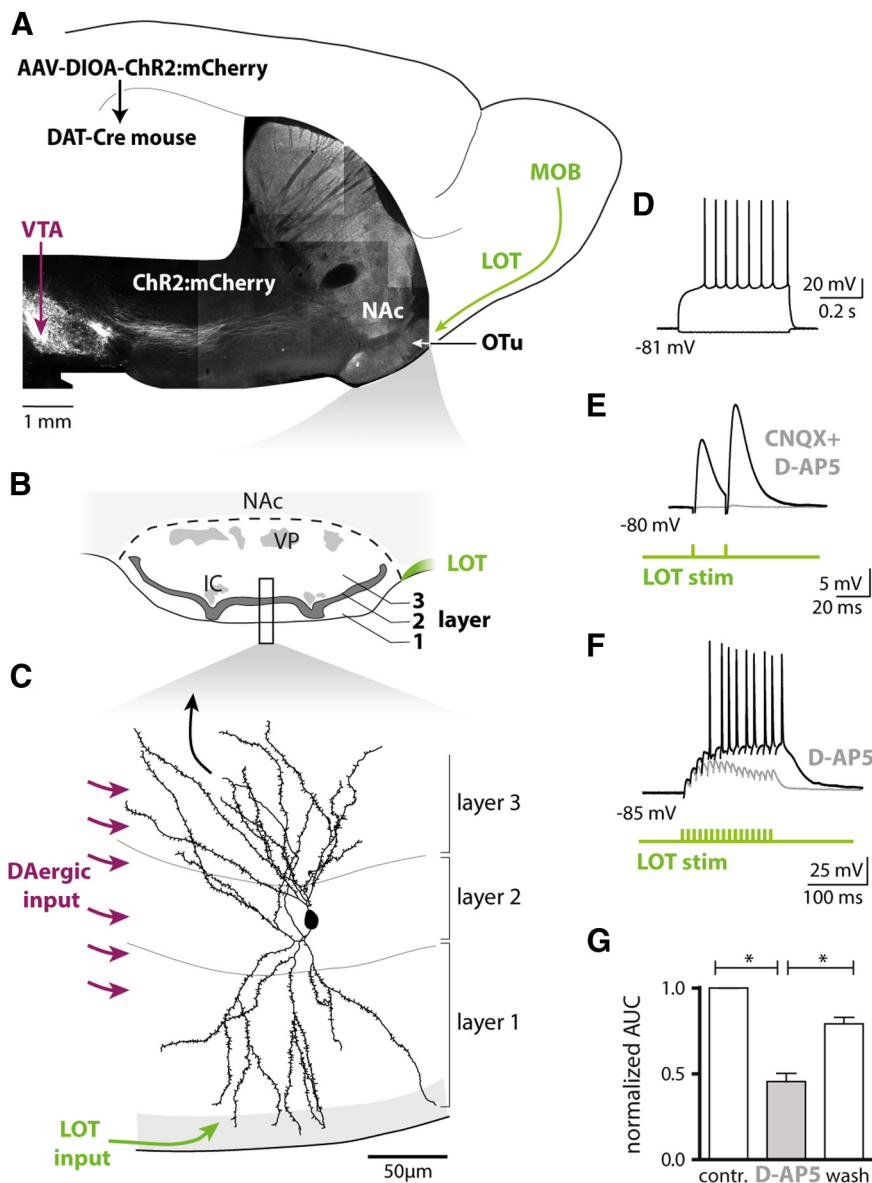 A
AAV-DIOA-ChR2:mCherry
DAT-Cre mouse
VTA
ChR2:mCherry
NAc
MOB
LOT
OTu
1 mm
B
NAc
VP
IC
LOT
3
2 layer
1
C
layer 3
DAergic
input
layer 2
layer 1
LOT
input
50μm
D
20 mV
0.2 s
-81 mV
E
CNQX+
D-AP5
-80 mV
LOT stim
5 mV
20 ms
F
D-AP5
-85 mV
LOT stim
25 mV
100 ms
G
* *
1.0
0.5
0.0
normalized AUC
contr. D-AP5 wash